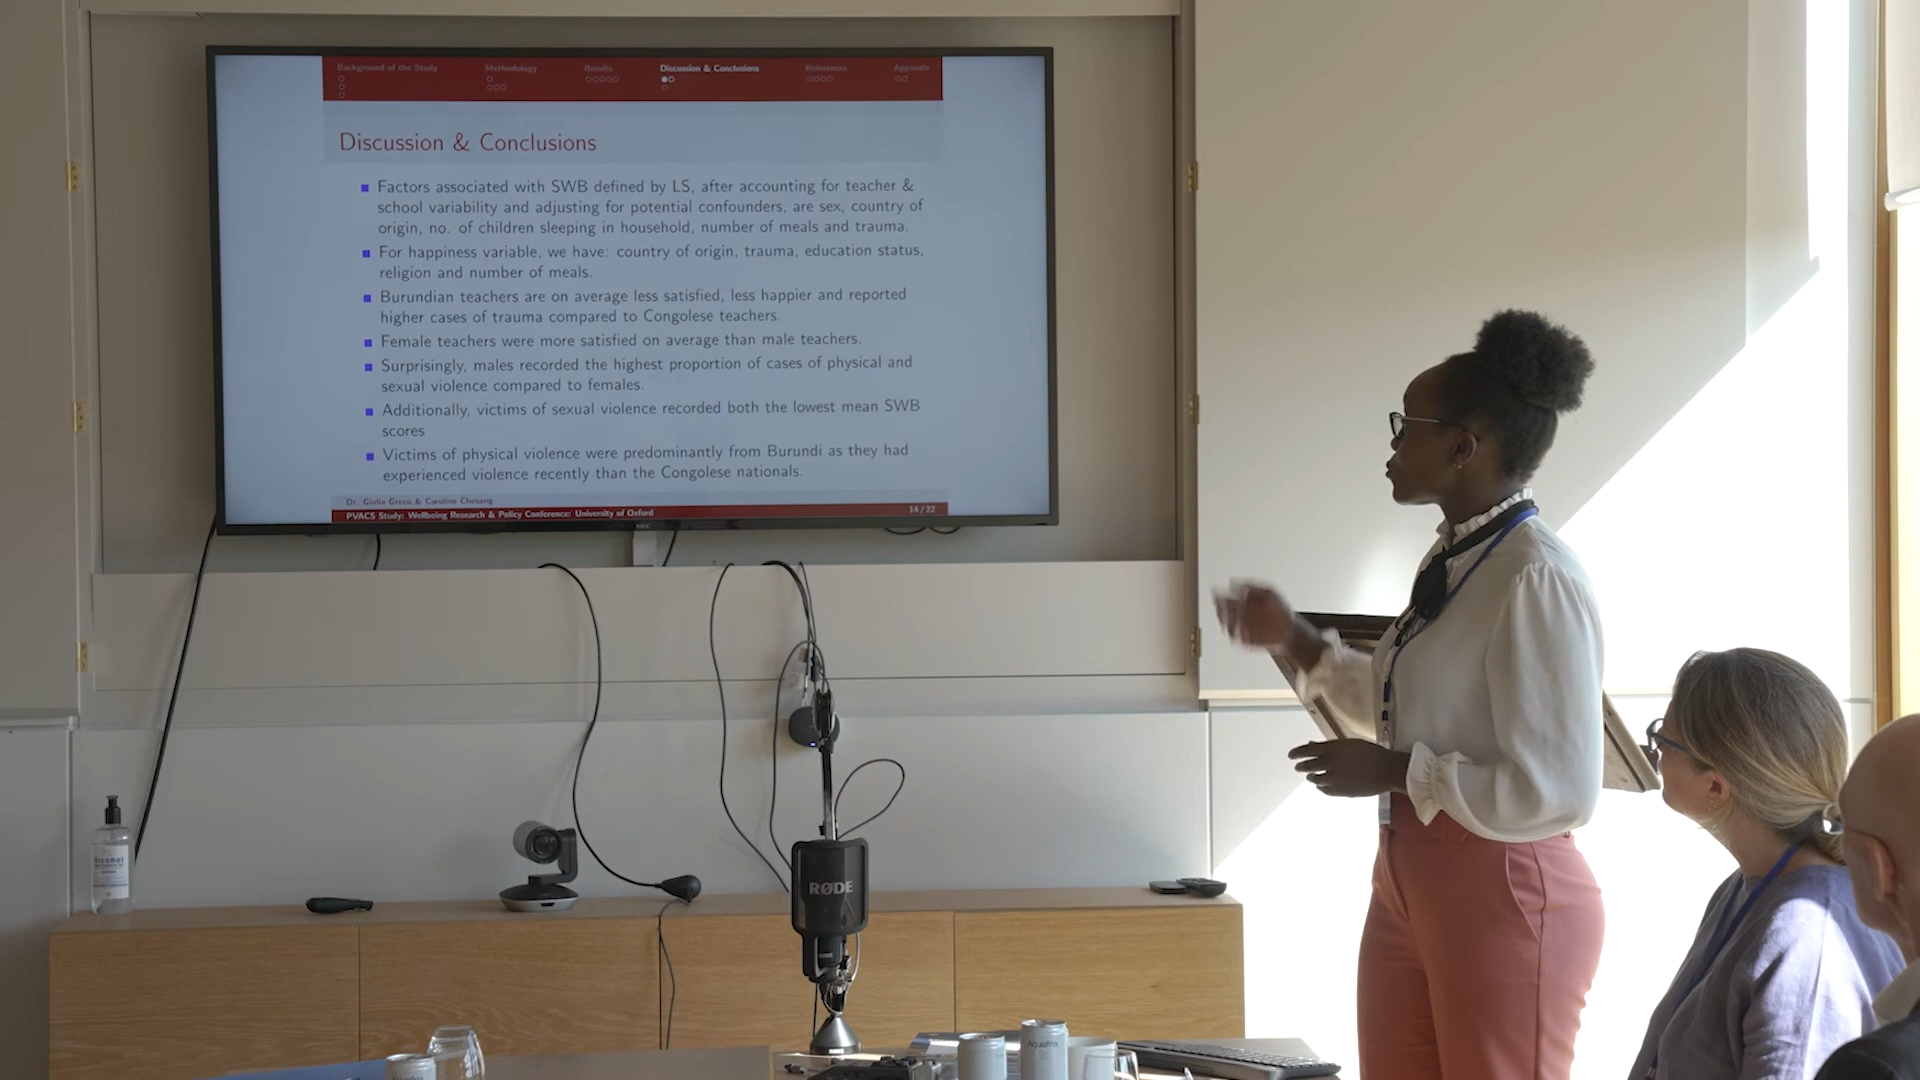 Background of the Study Methodology Results Discussion & Conclusions References Appendix
Discussion & Conclusions
Factors associated with SWB defined by LS, after accounting for teacher &
school variability and adjusting for potential confounders, are sex, country of
origin, no. of children sleeping in household, number of meals and trauma.
For happiness variable, we have: country of origin, trauma, education status,
religion and number of meals.
Burundian teachers are on average less satisfied, less happier and reported
higher cases of trauma compared to Congolese teachers.
Female teachers were more satisfied on average than male teachers.
Surprisingly, males recorded the highest proportion of cases of physical and
sexual violence compared to females.
Additionally, victims of sexual violence recorded both the lowest mean SWB
scores
Victims of physical violence were predominantly from Burundi as they had
experienced violence recently than the Congolese nationals.
Dr. Giulia Greco & Caroline Chesang
PVACS Study: Wellbeing Research & Policy Conference: University of Oxford 14 / 22
NEC
Alcohol
RØDE
Aquafria